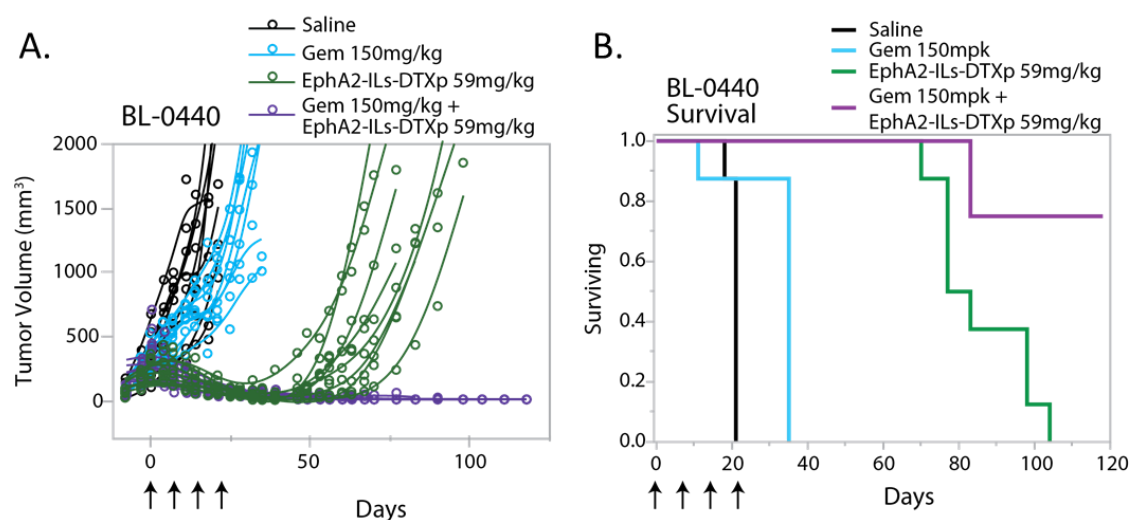 A.
Saline
Gem 150mg/kg
EphA2-ILs-DTXp 59mg/kg
Gem 150mg/kg +
EphA2-ILs-DTXp 59mg/kg
BL-0440
2000
1500
1000
500
0
Tumor Volume (mm³)
0
50
100
Days
B.
Saline
Gem 150mpk
EphA2-ILs-DTXp 59mg/kg
Gem 150mpk +
EphA2-ILs-DTXp 59mg/kg
BL-0440
Survival
1.0
0.8
0.6
0.4
0.2
0.0
Surviving
0
20
40
60
80
100
120
Days